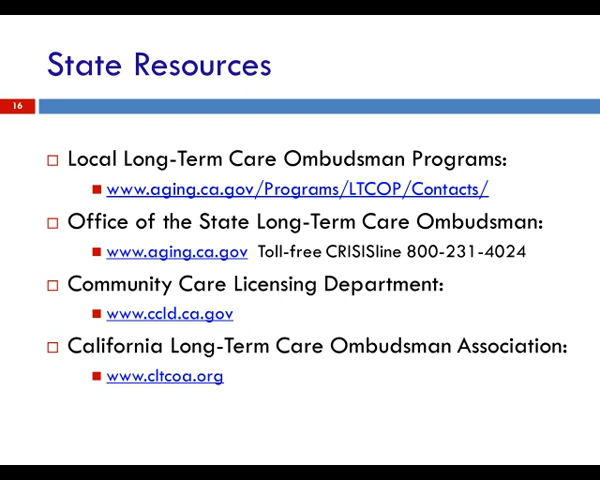 State Resources
16
Local Long-Term Care Ombudsman Programs:
www.aging.ca.gov/Programs/LTCOP/Contacts/
Office of the State Long-Term Care Ombudsman:
www.aging.ca.gov Toll-free CRISISline 800-231-4024
Community Care Licensing Department:
www.ccld.ca.gov
California Long-Term Care Ombudsman Association:
www.cltcoa.org